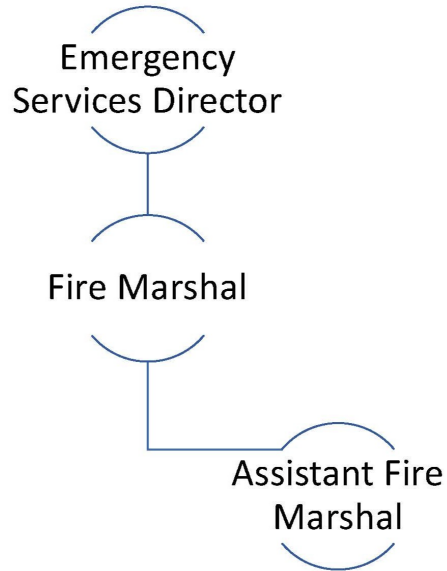 Emergency
Services Director
Fire Marshal
Assistant Fire
Marshal